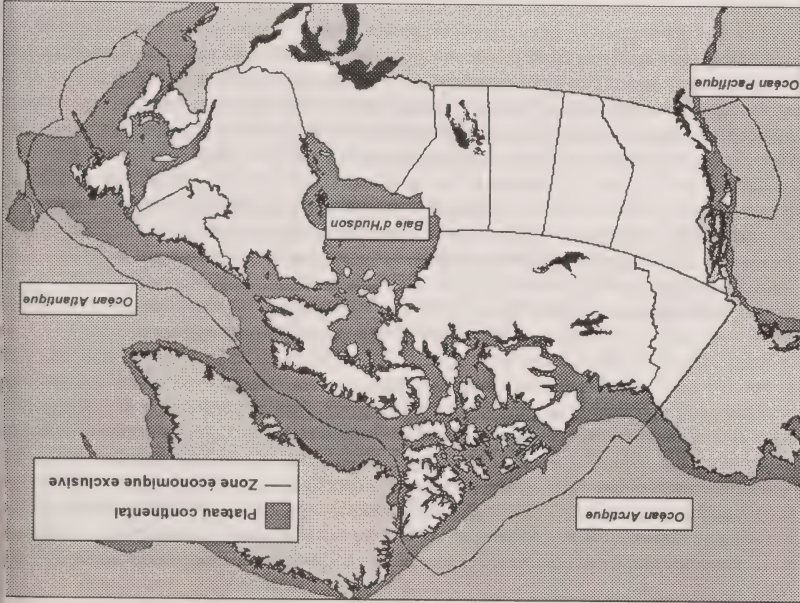 Océan Arctique
Plateau continental
Zone économique exclusive
Océan Atlantique
Baie d'Hudson
Océan Pacifique